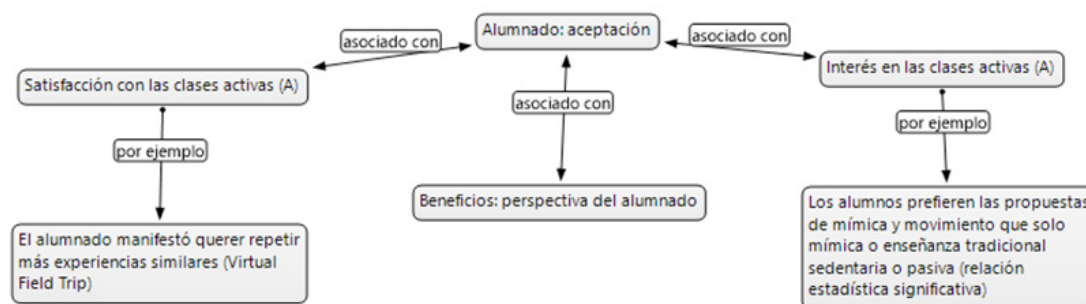 Alumnado: aceptación
asociado con
asociado con
Satisfacción con las clases activas (A)
Interés en las clases activas (A)
asociado con
por ejemplo
por ejemplo
Beneficios: perspectiva del alumnado
El alumnado manifestó querer repetir
más experiencias similares (Virtual
Field Trip)
Los alumnos prefieren las propuestas
de mímica y movimiento que solo
mímica o enseñanza tradicional
sedentaria o pasiva (relación
estadística significativa)